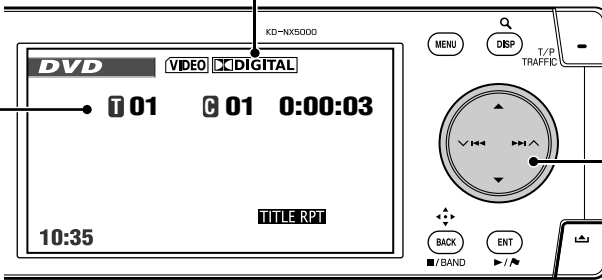 KD-NX5000
DVD VIDEO DIGITAL
T 01 C 01 0:00:03
TITLE RPT
10:35
MENU DISP
T/P
TRAFFIC
BACK ENT
/ BAND